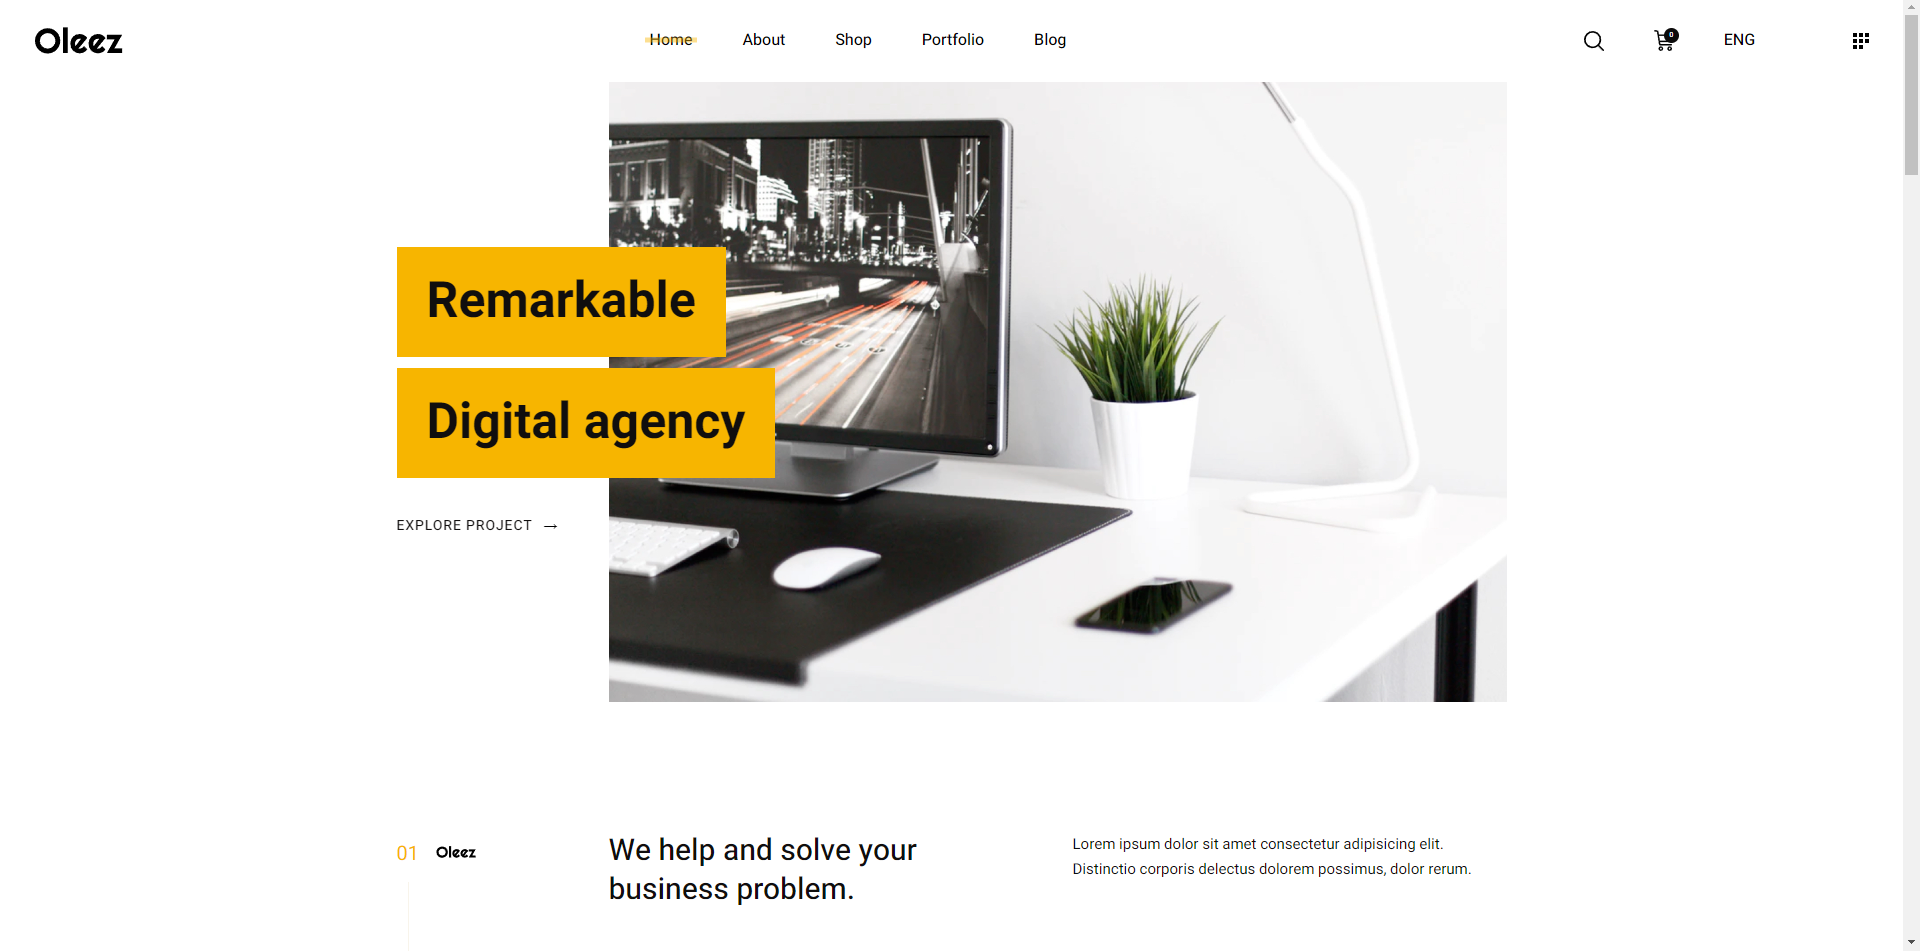 Oleez
Home About Shop Portfolio Blog
0
ENG
Remarkable
Digital agency
EXPLORE PROJECT →
01 Oleez
We help and solve your
business problem.
Lorem ipsum dolor sit amet consectetur adipisicing elit.
Distinctio corporis delectus dolorem possimus, dolor rerum.